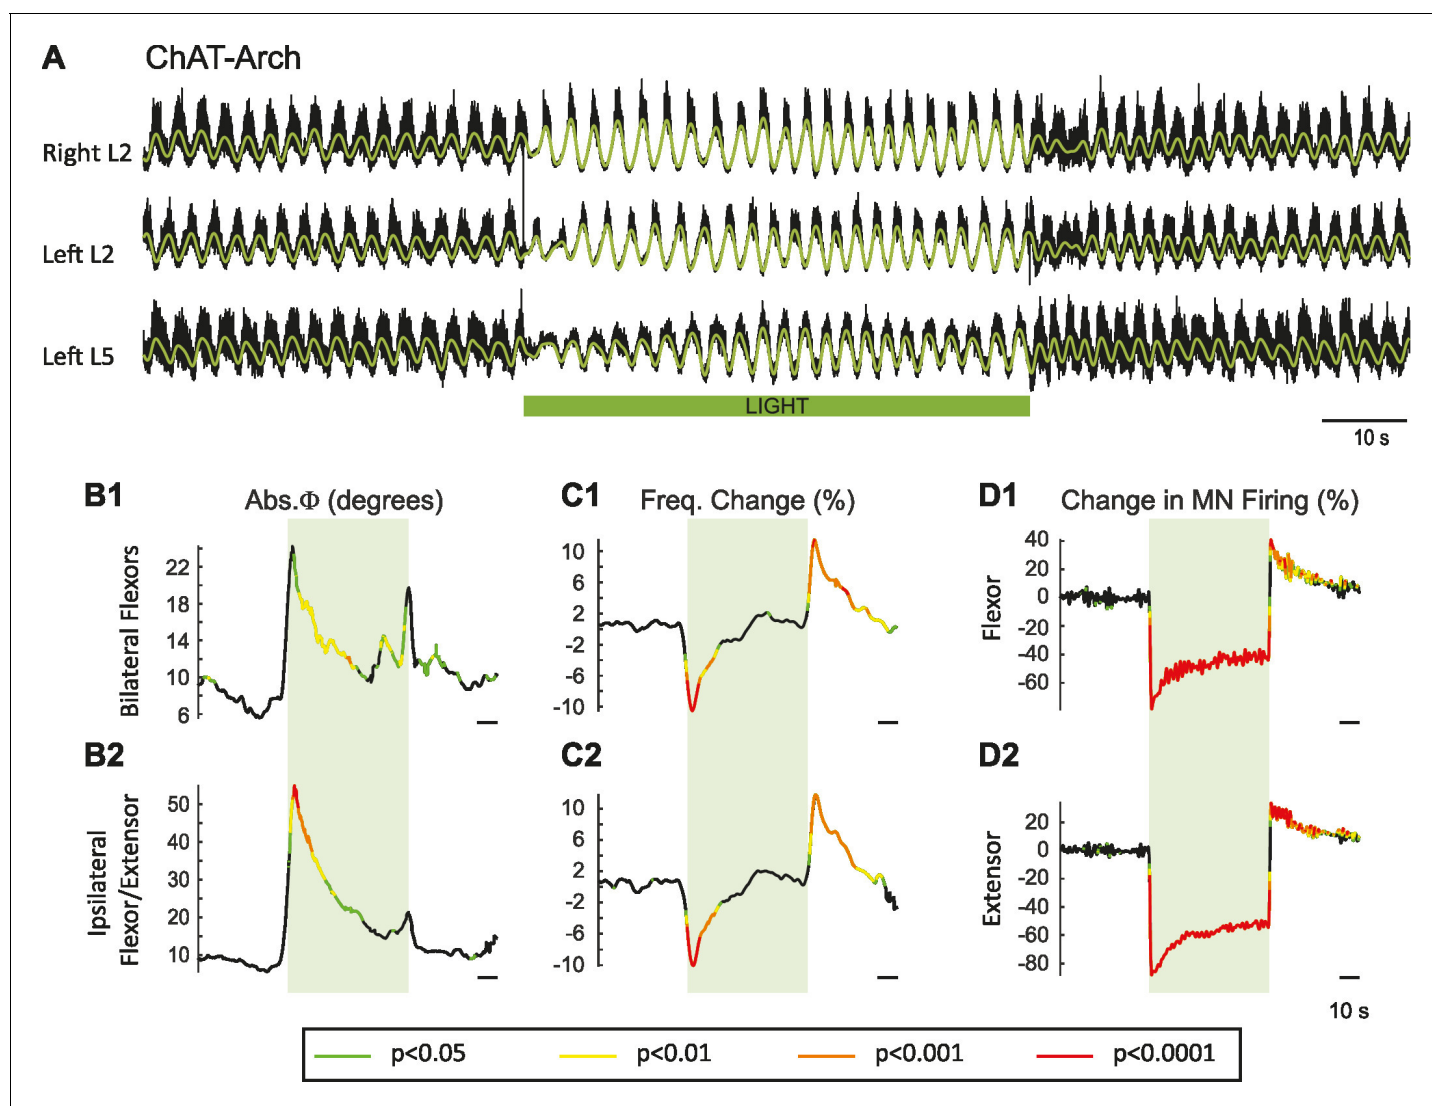 A ChAT-Arch
Right L2
Left L2
Left L5
LIGHT
10 s
B1 Abs.Φ (degrees)
C1 Freq. Change (%)
D1 Change in MN Firing (%)
Bilateral Flexors
22
18
14
10
6
10
6
2
-2
-6
-10
Flexor
40
20
0
-20
-40
-60
B2
C2
D2
Ipsilateral
Flexor/Extensor
50
40
30
20
10
10
6
2
-2
-6
-10
Extensor
20
0
-20
-40
-60
-80
10 s
p<0.05 p<0.01 p<0.001 p<0.0001